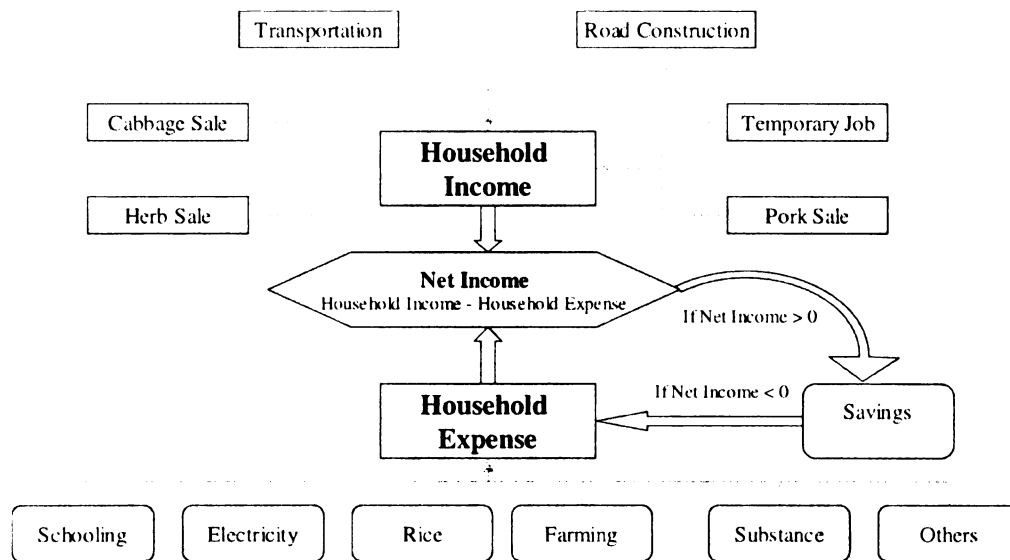 Transportation
Road Construction
Cabbage Sale
Temporary Job
Household
Income
Herb Sale
Pork Sale
Net Income
Household Income - Household Expense
If Net Income > 0
If Net Income < 0
Household
Expense
Savings
Schooling
Electricity
Rice
Farming
Substance
Others